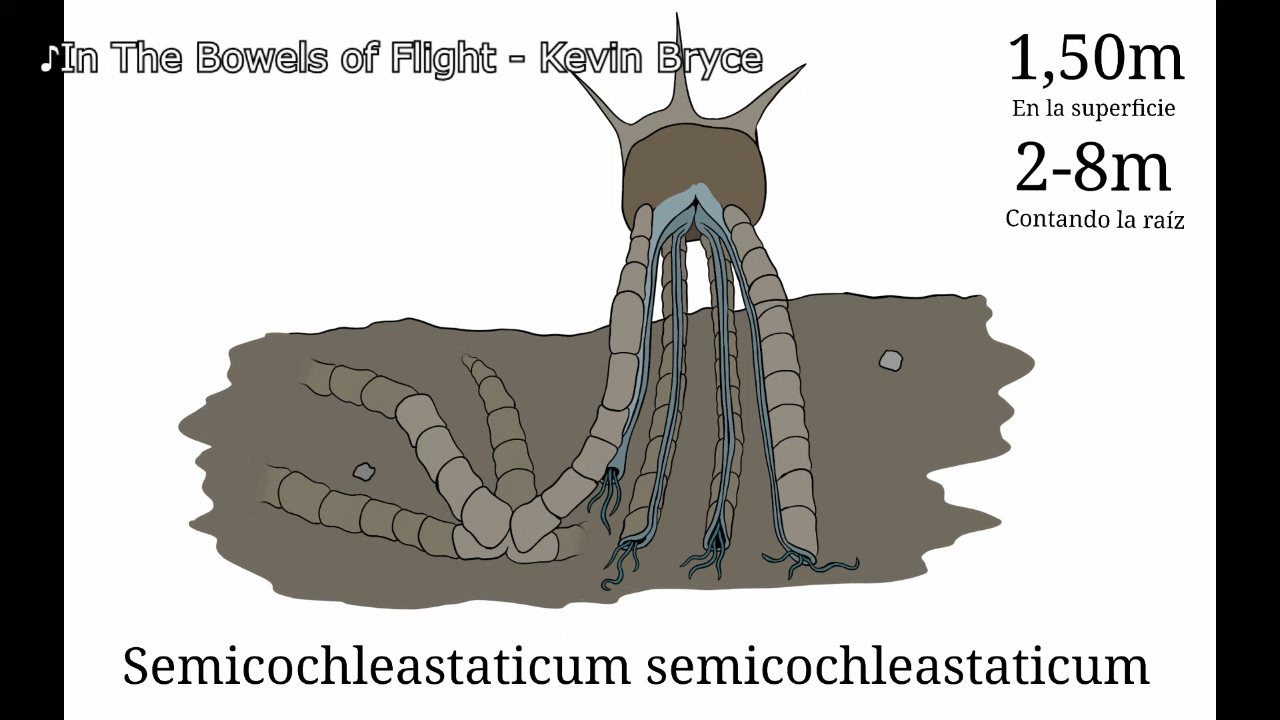 ♪In The Bowels of Flight - Kevin Bryce
1,50m
En la superficie
2-8m
Contando la raíz
Semicochleastaticum semicochleastaticum